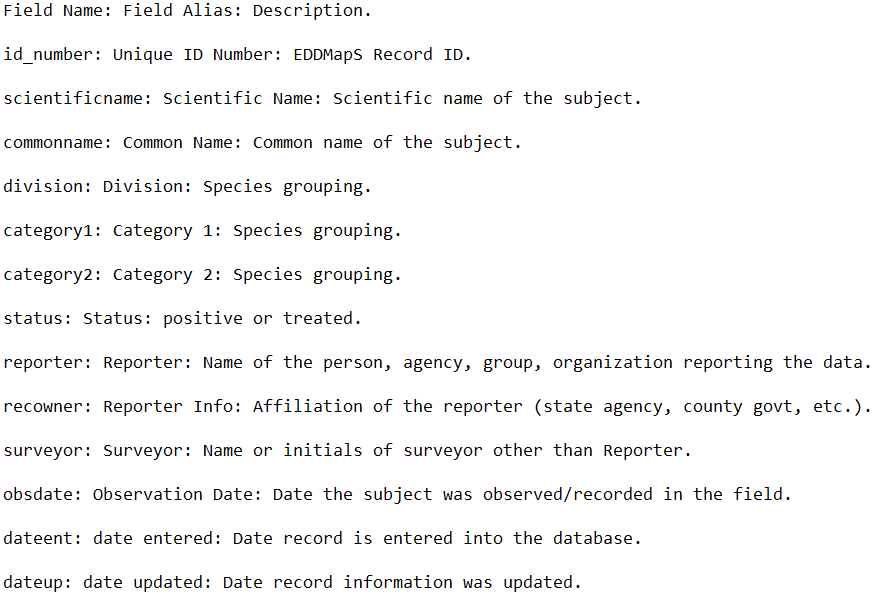 Field Name: Field Alias: Description.
id_number: Unique ID Number: EDDMapS Record ID.
scientificname: Scientific Name: Scientific name of the subject.
commonname: Common Name: Common name of the subject.
division: Division: Species grouping.
category1: Category 1: Species grouping.
category2: Category 2: Species grouping.
status: Status: positive or treated.
reporter: Reporter: Name of the person, agency, group, organization reporting the data.
recowner: Reporter Info: Affiliation of the reporter (state agency, county govt, etc.).
surveyor: Surveyor: Name or initials of surveyor other than Reporter.
obsdate: Observation Date: Date the subject was observed/recorded in the field.
dateent: date entered: Date record is entered into the database.
dateup: date updated: Date record information was updated.